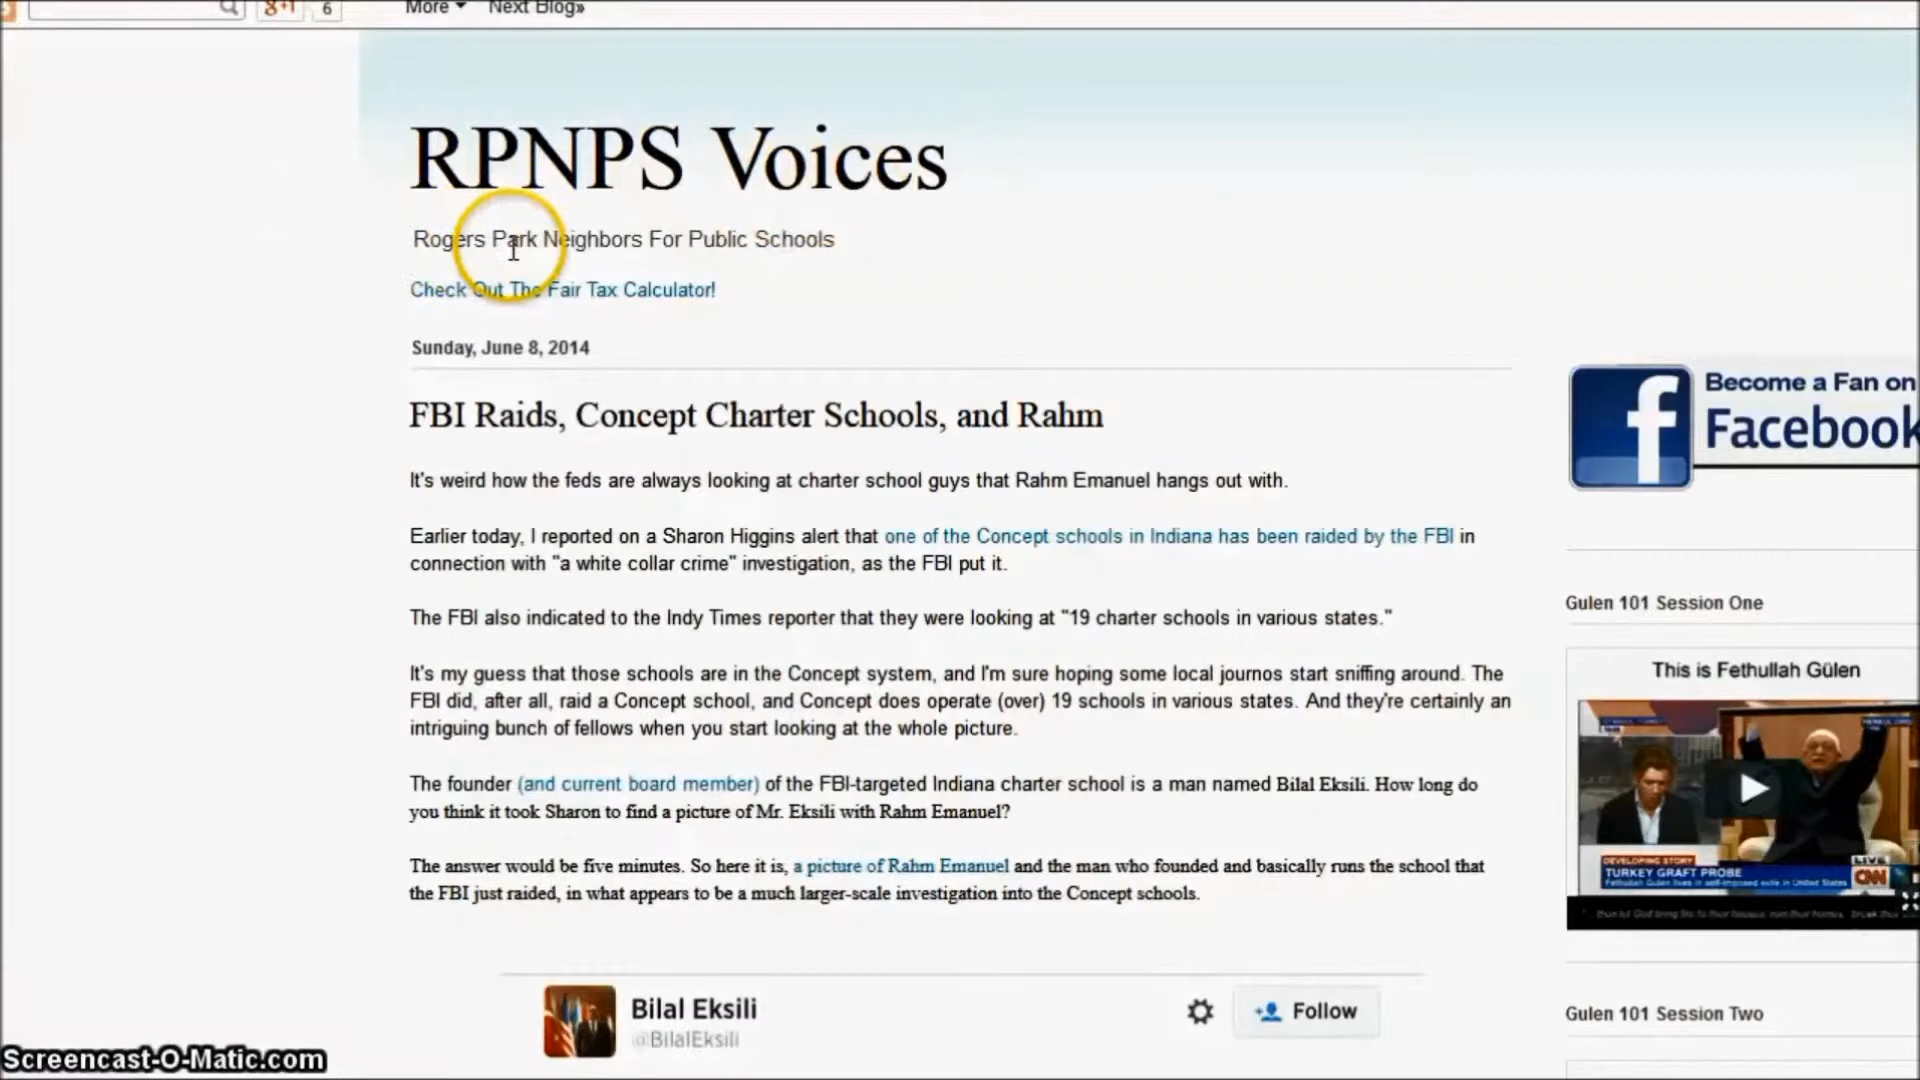 g+1 6 More Next Blog»
RPNPS Voices
Rogers Park Neighbors For Public Schools
Check Out The Fair Tax Calculator!
Sunday, June 8, 2014
FBI Raids, Concept Charter Schools, and Rahm
It's weird how the feds are always looking at charter school guys that Rahm Emanuel hangs out with.
Earlier today, I reported on a Sharon Higgins alert that one of the Concept schools in Indiana has been raided by the FBI in
connection with "a white collar crime" investigation, as the FBI put it.
The FBI also indicated to the Indy Times reporter that they were looking at "19 charter schools in various states."
It's my guess that those schools are in the Concept system, and I'm sure hoping some local journos start sniffing around. The
FBI did, after all, raid a Concept school, and Concept does operate (over) 19 schools in various states. And they're certainly an
intriguing bunch of fellows when you start looking at the whole picture.
The founder (and current board member) of the FBI-targeted Indiana charter school is a man named Bilal Eksili. How long do
you think it took Sharon to find a picture of Mr. Eksili with Rahm Emanuel?
The answer would be five minutes. So here it is, a picture of Rahm Emanuel and the man who founded and basically runs the school that
the FBI just raided, in what appears to be a much larger-scale investigation into the Concept schools.
Bilal Eksili
@BilalEksili
Follow
Become a Fan on
Facebook
Gulen 101 Session One
This is Fethullah Gülen
DEVELOPING STORY
LIVE
TURKEY GRAFT PROBE
CNN
Fethullah Gulen lives in self-imposed exile in United States
Gulen 101 Session Two
Screencast-O-Matic.com